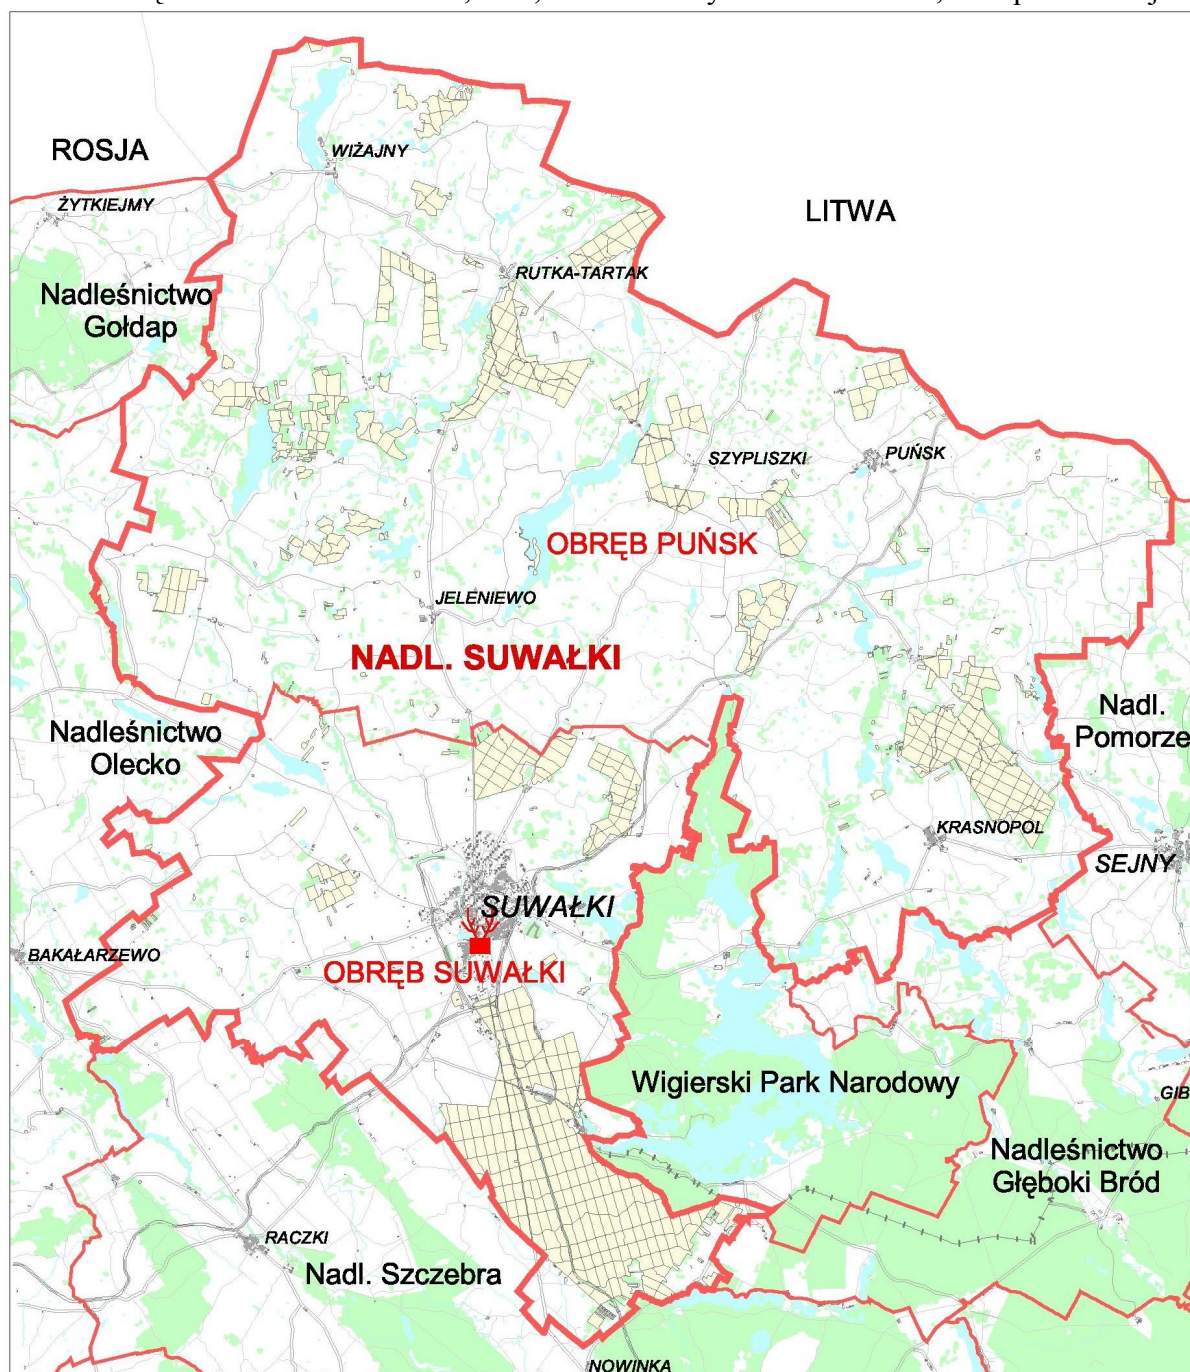 ROSJA
WIŻAJNY
ŻYTKIEJMY
LITWA
RUTKA-TARTAK
Nadleśnictwo
Gołdap
SZYPLISZKI
PUŃSK
OBRĘB PUŃSK
JELENIEWO
NADL. SUWAŁKI
Nadleśnictwo
Olecko
Nadl.
Pomorze
KRASNOPOL
SEJNY
SUWAŁKI
BAKAŁARZEWO
OBRĘB SUWAŁKI
Wigierski Park Narodowy
GIB
Nadleśnictwo
Głęboki Bród
RACZKI
Nadl. Szczebra
NOWINKA